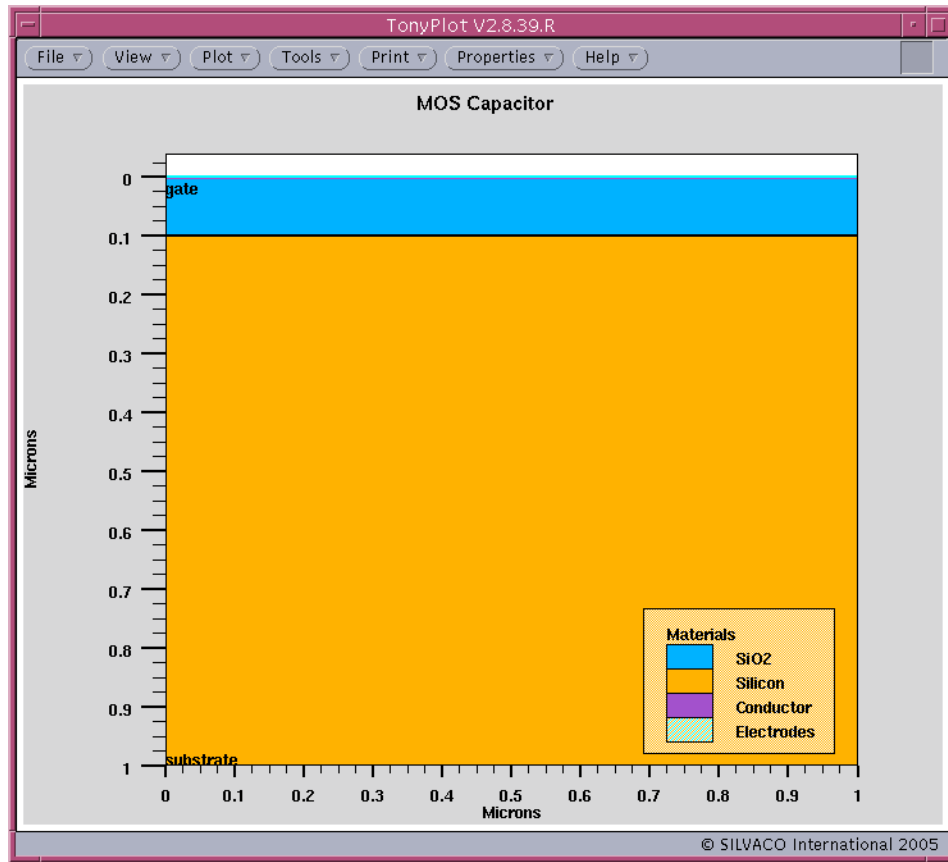 TonyPlot V2.8.39.R
File View Plot Tools Print Properties Help
MOS Capacitor
0
gate
0.1
0.2
0.3
0.4
0.5
0.6
0.7
0.8
0.9
1
Microns
Materials
SiO2
Silicon
Conductor
Electrodes
substrate
0 0.1 0.2 0.3 0.4 0.5 0.6 0.7 0.8 0.9 1
Microns
© SILVACO International 2005